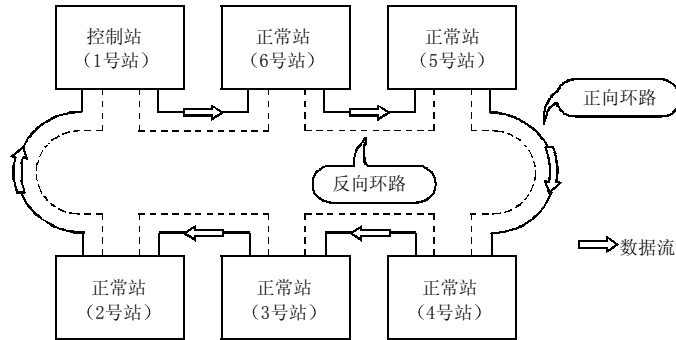 控制站
(1号站)
正常站
(6号站)
正常站
(5号站)
正向环路
反向环路
数据流
正常站
(2号站)
正常站
(3号站)
正常站
(4号站)